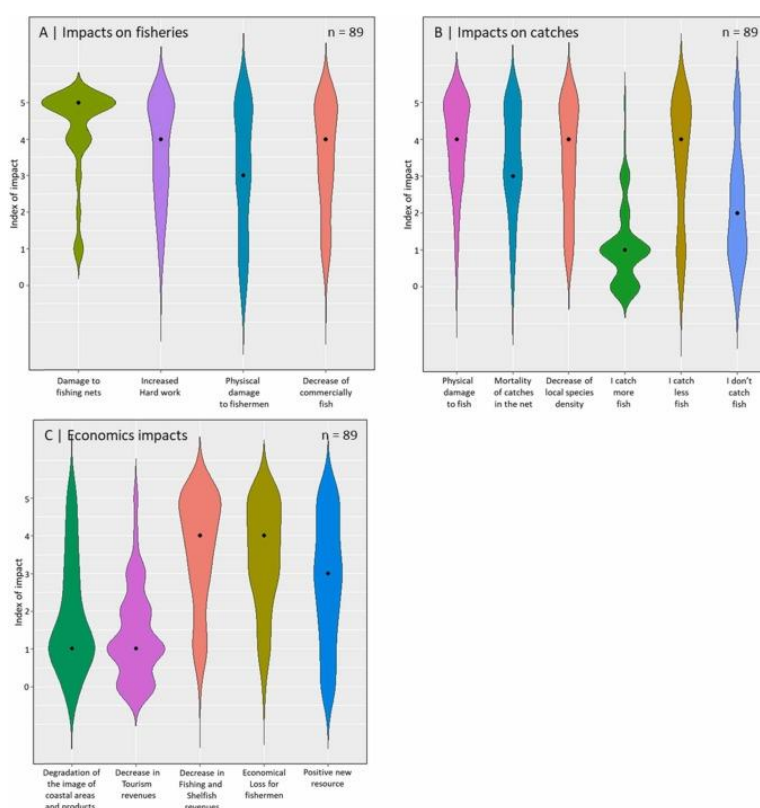 A | Impacts on fisheries
n = 89
Index of impact
5
4
3
2
1
0
Damage to
fishing nets
Increased
Hard work
Phyiscal
damage
to fishermen
Decrease of
commercially
fish
B | Impacts on catches
n = 89
Index of impact
5
4
3
2
1
0
Physical
damage
to fish
Mortality
of catches
in the net
Decrease of
local species
density
I catch
more
fish
I catch
less
fish
I don't
catch
fish
C | Economics impacts
n = 89
Index of impact
5
4
3
2
1
0
Degradation of
the image of
coastal areas
and products
Decrease in
Tourism
revenues
Decrease in
Fishing and
Shelfish
revenues
Economical
Loss for
fishermen
Positive new
resource